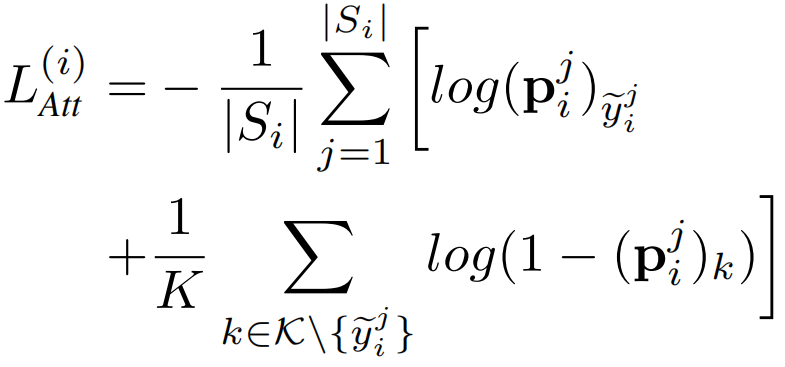 $L_{Att}^{(i)} = -\frac{1}{|S_i|} \sum_{j=1}^{|S_i|} \Big[ log(\mathbf{p}_i^j)_{\widetilde{y}_i^j}$
$+ \frac{1}{K} \sum_{k \in \mathcal{K} \backslash \{\widetilde{y}_i^j\}} log(1 - (\mathbf{p}_i^j)_k) \Big]$